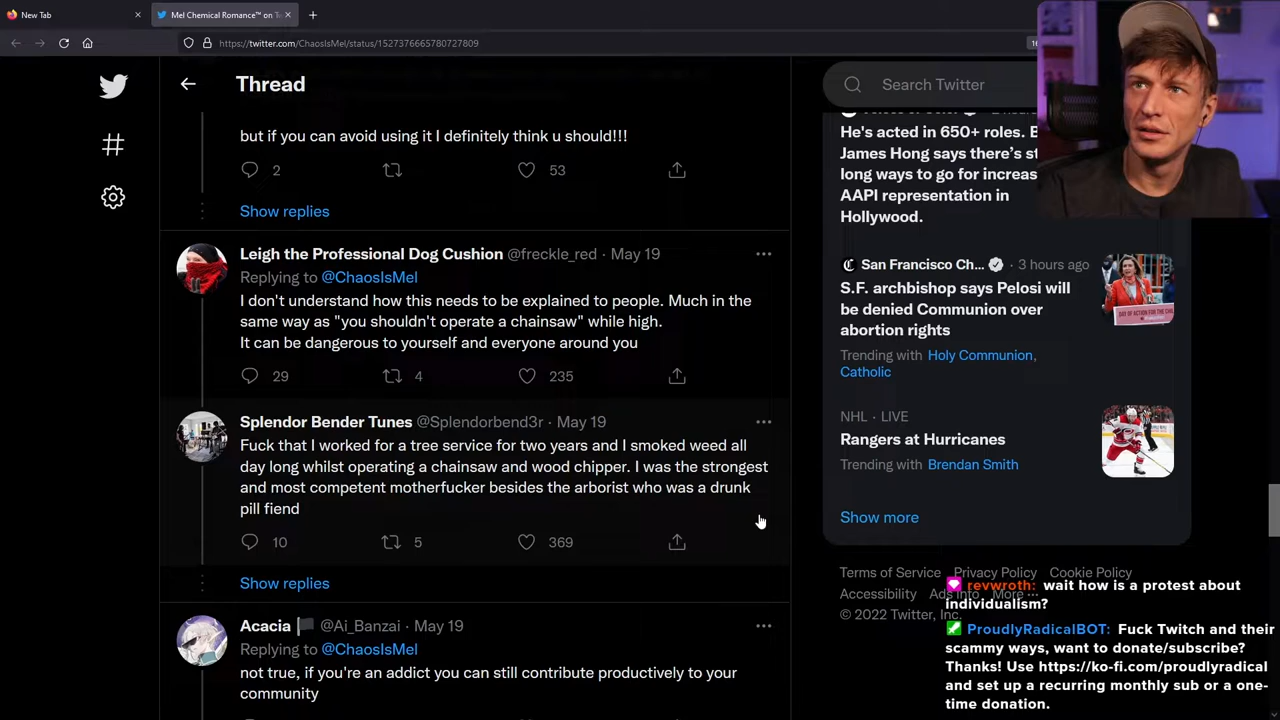 New Tab
Mel Chemical Romance™ on T
https://twitter.com/ChaosIsMel/status/1527376665780727809
Thread
but if you can avoid using it I definitely think u should!!!
2 53
Show replies
Leigh the Professional Dog Cushion @freckle_red · May 19
Replying to @ChaosIsMel
I don't understand how this needs to be explained to people. Much in the
same way as "you shouldn't operate a chainsaw" while high.
It can be dangerous to yourself and everyone around you
29 4 235
Splendor Bender Tunes @Splendorbend3r · May 19
Fuck that I worked for a tree service for two years and I smoked weed all
day long whilst operating a chainsaw and wood chipper. I was the strongest
and most competent motherfucker besides the arborist who was a drunk
pill fiend
10 5 369
Show replies
Acacia @Ai_Banzai · May 19
Replying to @ChaosIsMel
not true, if you're an addict you can still contribute productively to your
community
Search Twitter
He's acted in 650+ roles.
James Hong says there's st
long ways to go for increas
AAPI representation in
Hollywood.
San Francisco Ch... · 3 hours ago
S.F. archbishop says Pelosi will
be denied Communion over
abortion rights
Trending with Holy Communion,
Catholic
NHL · LIVE
Rangers at Hurricanes
Trending with Brendan Smith
Show more
Terms of Service Privacy Policy Cookie Policy
Accessibility Ads info More ···
© 2022 Twitter, Inc.
revwroth: wait how is a protest about
individualism?
ProudlyRadicalBOT: Fuck Twitch and their
scammy ways, want to donate/subscribe?
Thanks! Use https://ko-fi.com/proudlyradical
and set up a recurring monthly sub or a one-
time donation.